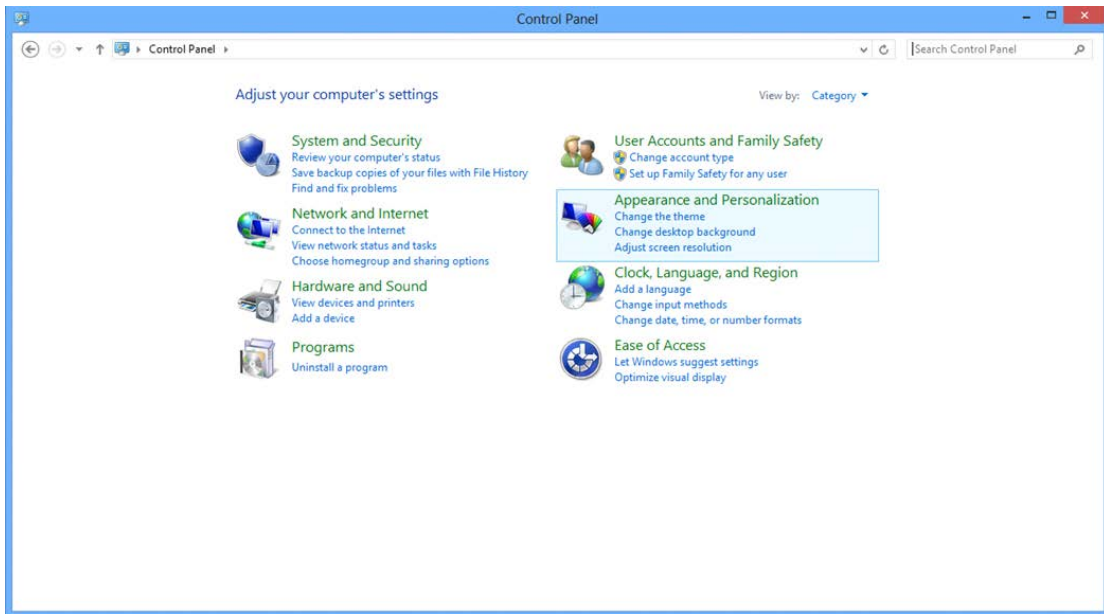 Control Panel
Control Panel
Search Control Panel
Adjust your computer's settings
View by: Category
System and Security
Review your computer's status
Save backup copies of your files with File History
Find and fix problems
Network and Internet
Connect to the Internet
View network status and tasks
Choose homegroup and sharing options
Hardware and Sound
View devices and printers
Add a device
Programs
Uninstall a program
User Accounts and Family Safety
Change account type
Set up Family Safety for any user
Appearance and Personalization
Change the theme
Change desktop background
Adjust screen resolution
Clock, Language, and Region
Add a language
Change input methods
Change date, time, or number formats
Ease of Access
Let Windows suggest settings
Optimize visual display